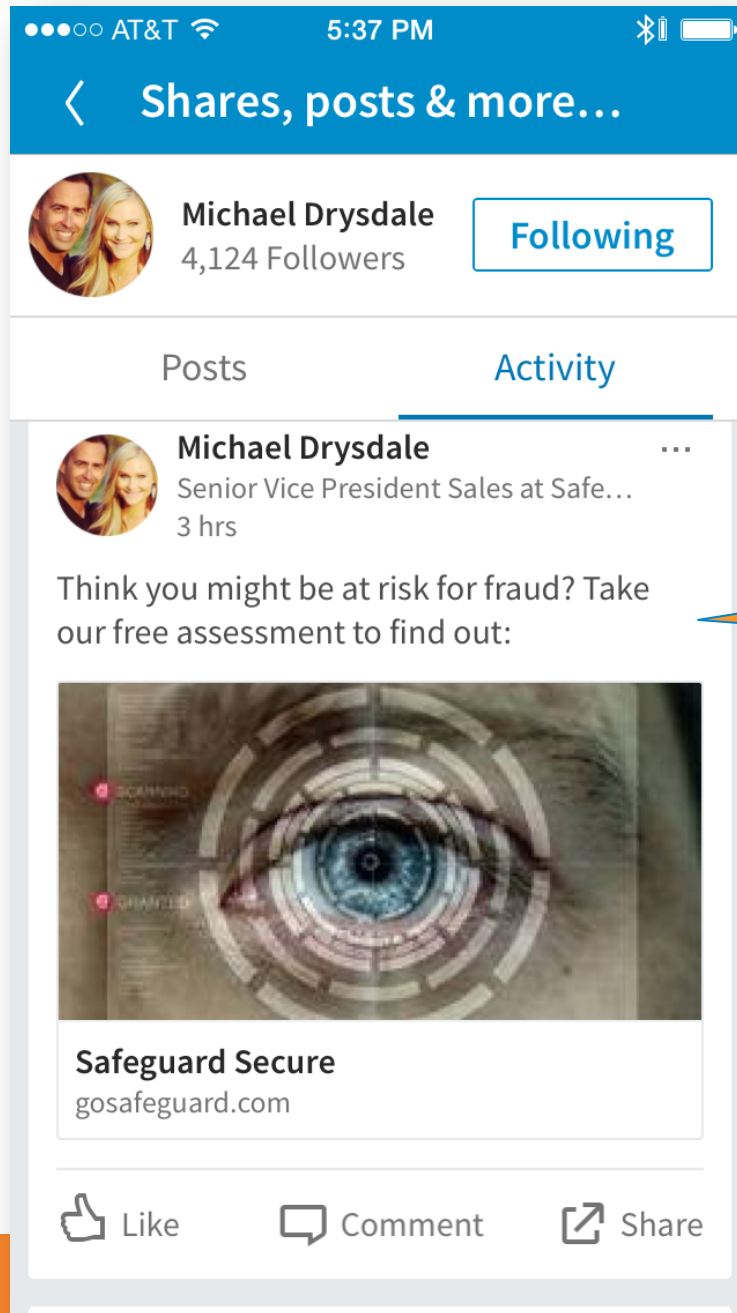 AT&T 5:37 PM
Shares, posts & more...
Michael Drysdale
4,124 Followers
Following
Posts Activity
Michael Drysdale
Senior Vice President Sales at Safe...
3 hrs
Think you might be at risk for fraud? Take
our free assessment to find out:
SCANNING
GRANTED
Safeguard Secure
gosafeguard.com
Like Comment Share